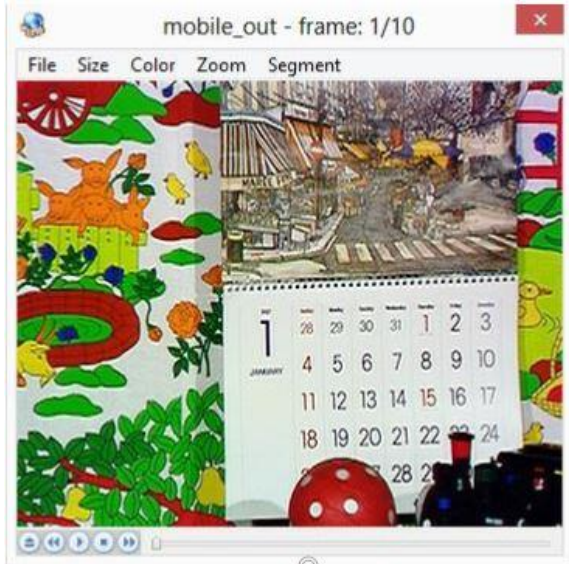 mobile_out - frame: 1/10
File Size Color Zoom Segment
1
JANUARY
28 29 30 31 1 2 3
4 5 6 7 8 9 10
11 12 13 14 15 16 17
18 19 20 21 22 24
28